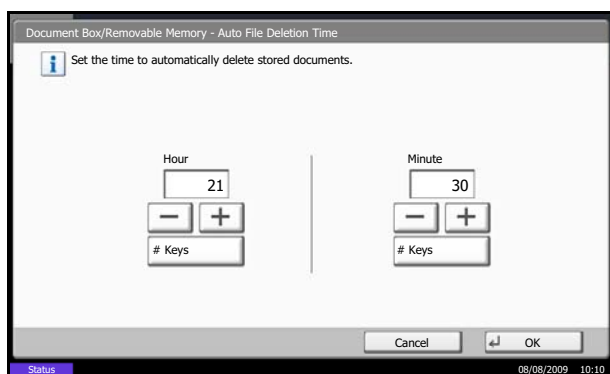 Document Box/Removable Memory - Auto File Deletion Time
i Set the time to automatically delete stored documents.
Hour Minute
21 30
− + − +
# Keys # Keys
Cancel OK
Status 08/08/2009 10:10